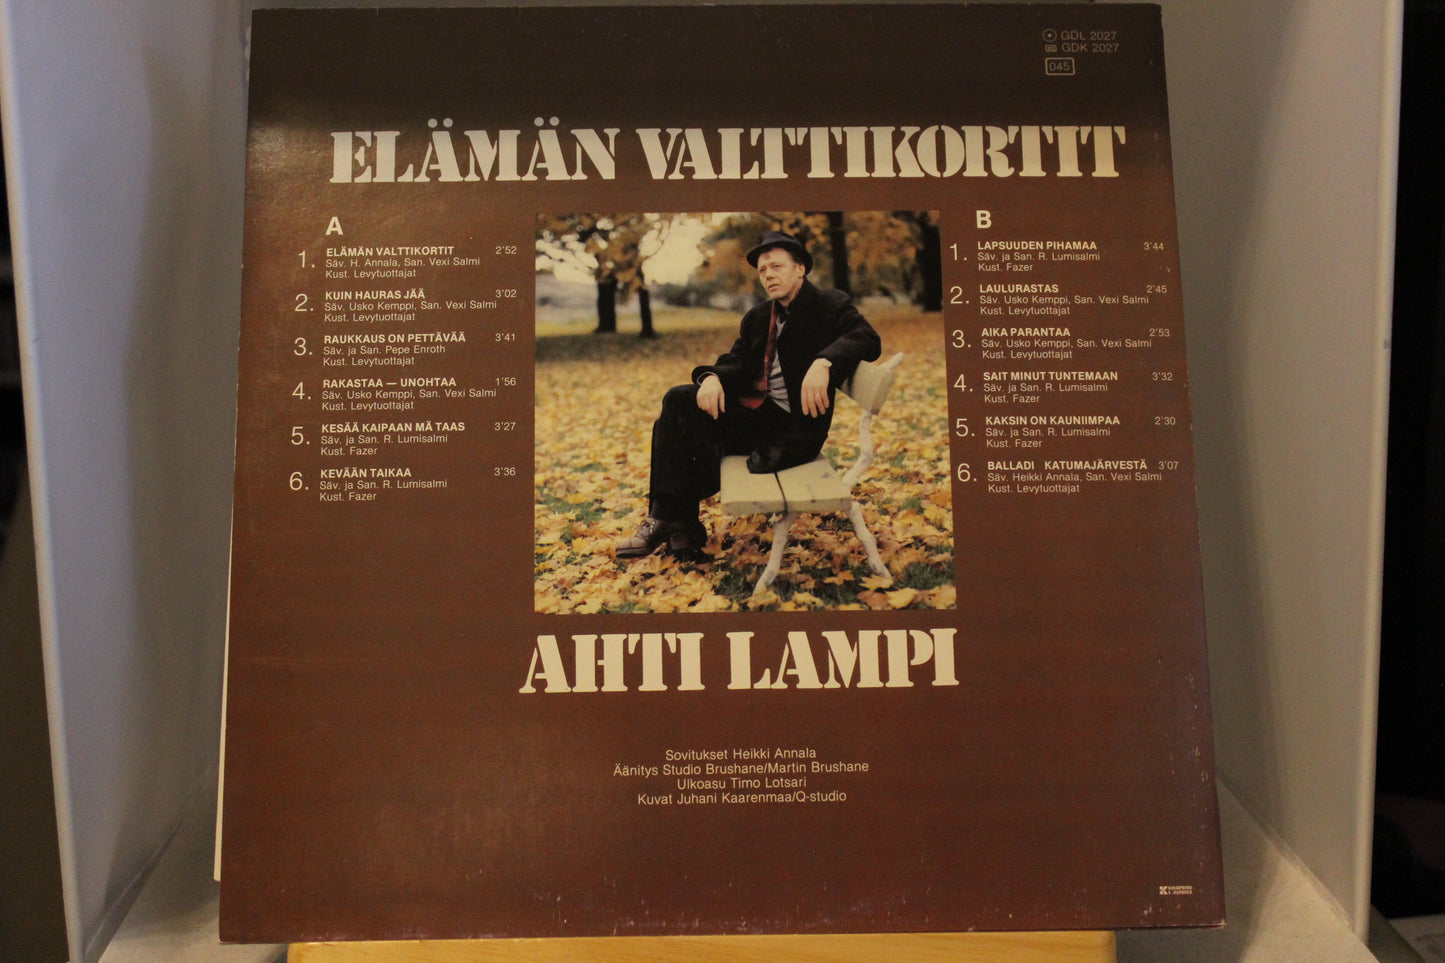 GDL 2027
GDK 2027
045
ELÄMÄN VALTTIKORTIT
A
1. ELÄMÄN VALTTIKORTIT 2'52
Säv. H. Annala, San. Vexi Salmi
Kust. Levytuottajat
2. KUIN HAURAS JÄÄ 3'02
Säv. Usko Kemppi, San. Vexi Salmi
Kust. Levytuottajat
3. RAUKKAUS ON PETTÄVÄÄ 3'41
Säv. ja San. Pepe Enroth
Kust. Levytuottajat
4. RAKASTAA — UNOHTAA 1'56
Säv. Usko Kemppi, San. Vexi Salmi
Kust. Levytuottajat
5. KESÄÄ KAIPAAN MÄ TAAS 3'27
Säv. ja San. R. Lumisalmi
Kust. Fazer
6. KEVÄÄN TAIKAA 3'36
Säv. ja San. R. Lumisalmi
Kust. Fazer
B
1. LAPSUUDEN PIHAMAA 3'44
Säv. ja San. R. Lumisalmi
Kust. Fazer
2. LAULURASTAS 2'45
Säv. Usko Kemppi, San. Vexi Salmi
Kust. Levytuottajat
3. AIKA PARANTAA 2'53
Säv. Usko Kemppi, San. Vexi Salmi
Kust. Levytuottajat
4. SAIT MINUT TUNTEMAAN 3'32
Säv. ja San. R. Lumisalmi
Kust. Fazer
5. KAKSIN ON KAUNIIMPAA 2'30
Säv. ja San. R. Lumisalmi
Kust. Fazer
6. BALLADI KATUMAJÄRVESTÄ 3'07
Säv. Heikki Annala, San. Vexi Salmi
Kust. Levytuottajat
AHTI LAMPI
Sovitukset Heikki Annala
Äänitys Studio Brushane/Martin Brushane
Ulkoasu Timo Lotsari
Kuvat Juhani Kaarenmaa/Q-studio